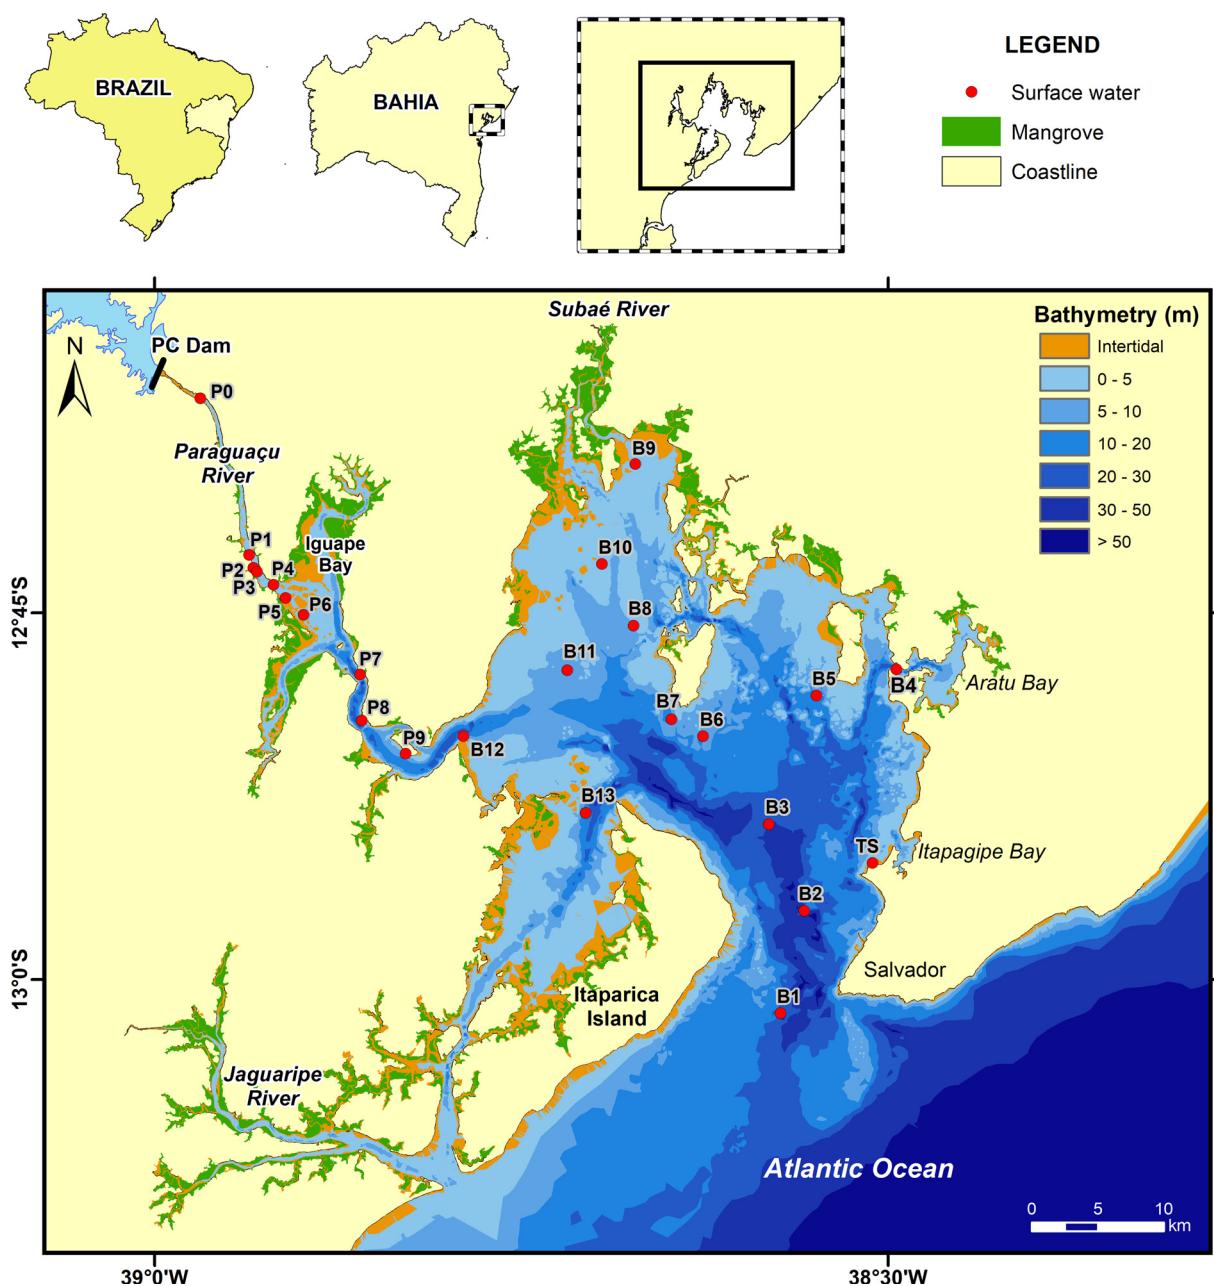 BRAZIL
BAHIA
LEGEND
Surface water
Mangrove
Coastline
Subaé River
Bathymetry (m)
Intertidal
0 - 5
5 - 10
10 - 20
20 - 30
30 - 50
> 50
N
PC Dam
P0
Paraguaçu
River
B9
P1
Iguape
Bay
B10
P2
P4
P3
P5
P6
B8
12°45'S
B11
P7
B5
B4
Aratu Bay
B7
B6
P8
P9
B12
B13
B3
TS
Itapagipe Bay
B2
Salvador
13°0'S
Itaparica
Island
B1
Jaguaripe
River
Atlantic Ocean
0
5
10
km
39°0'W
38°30'W